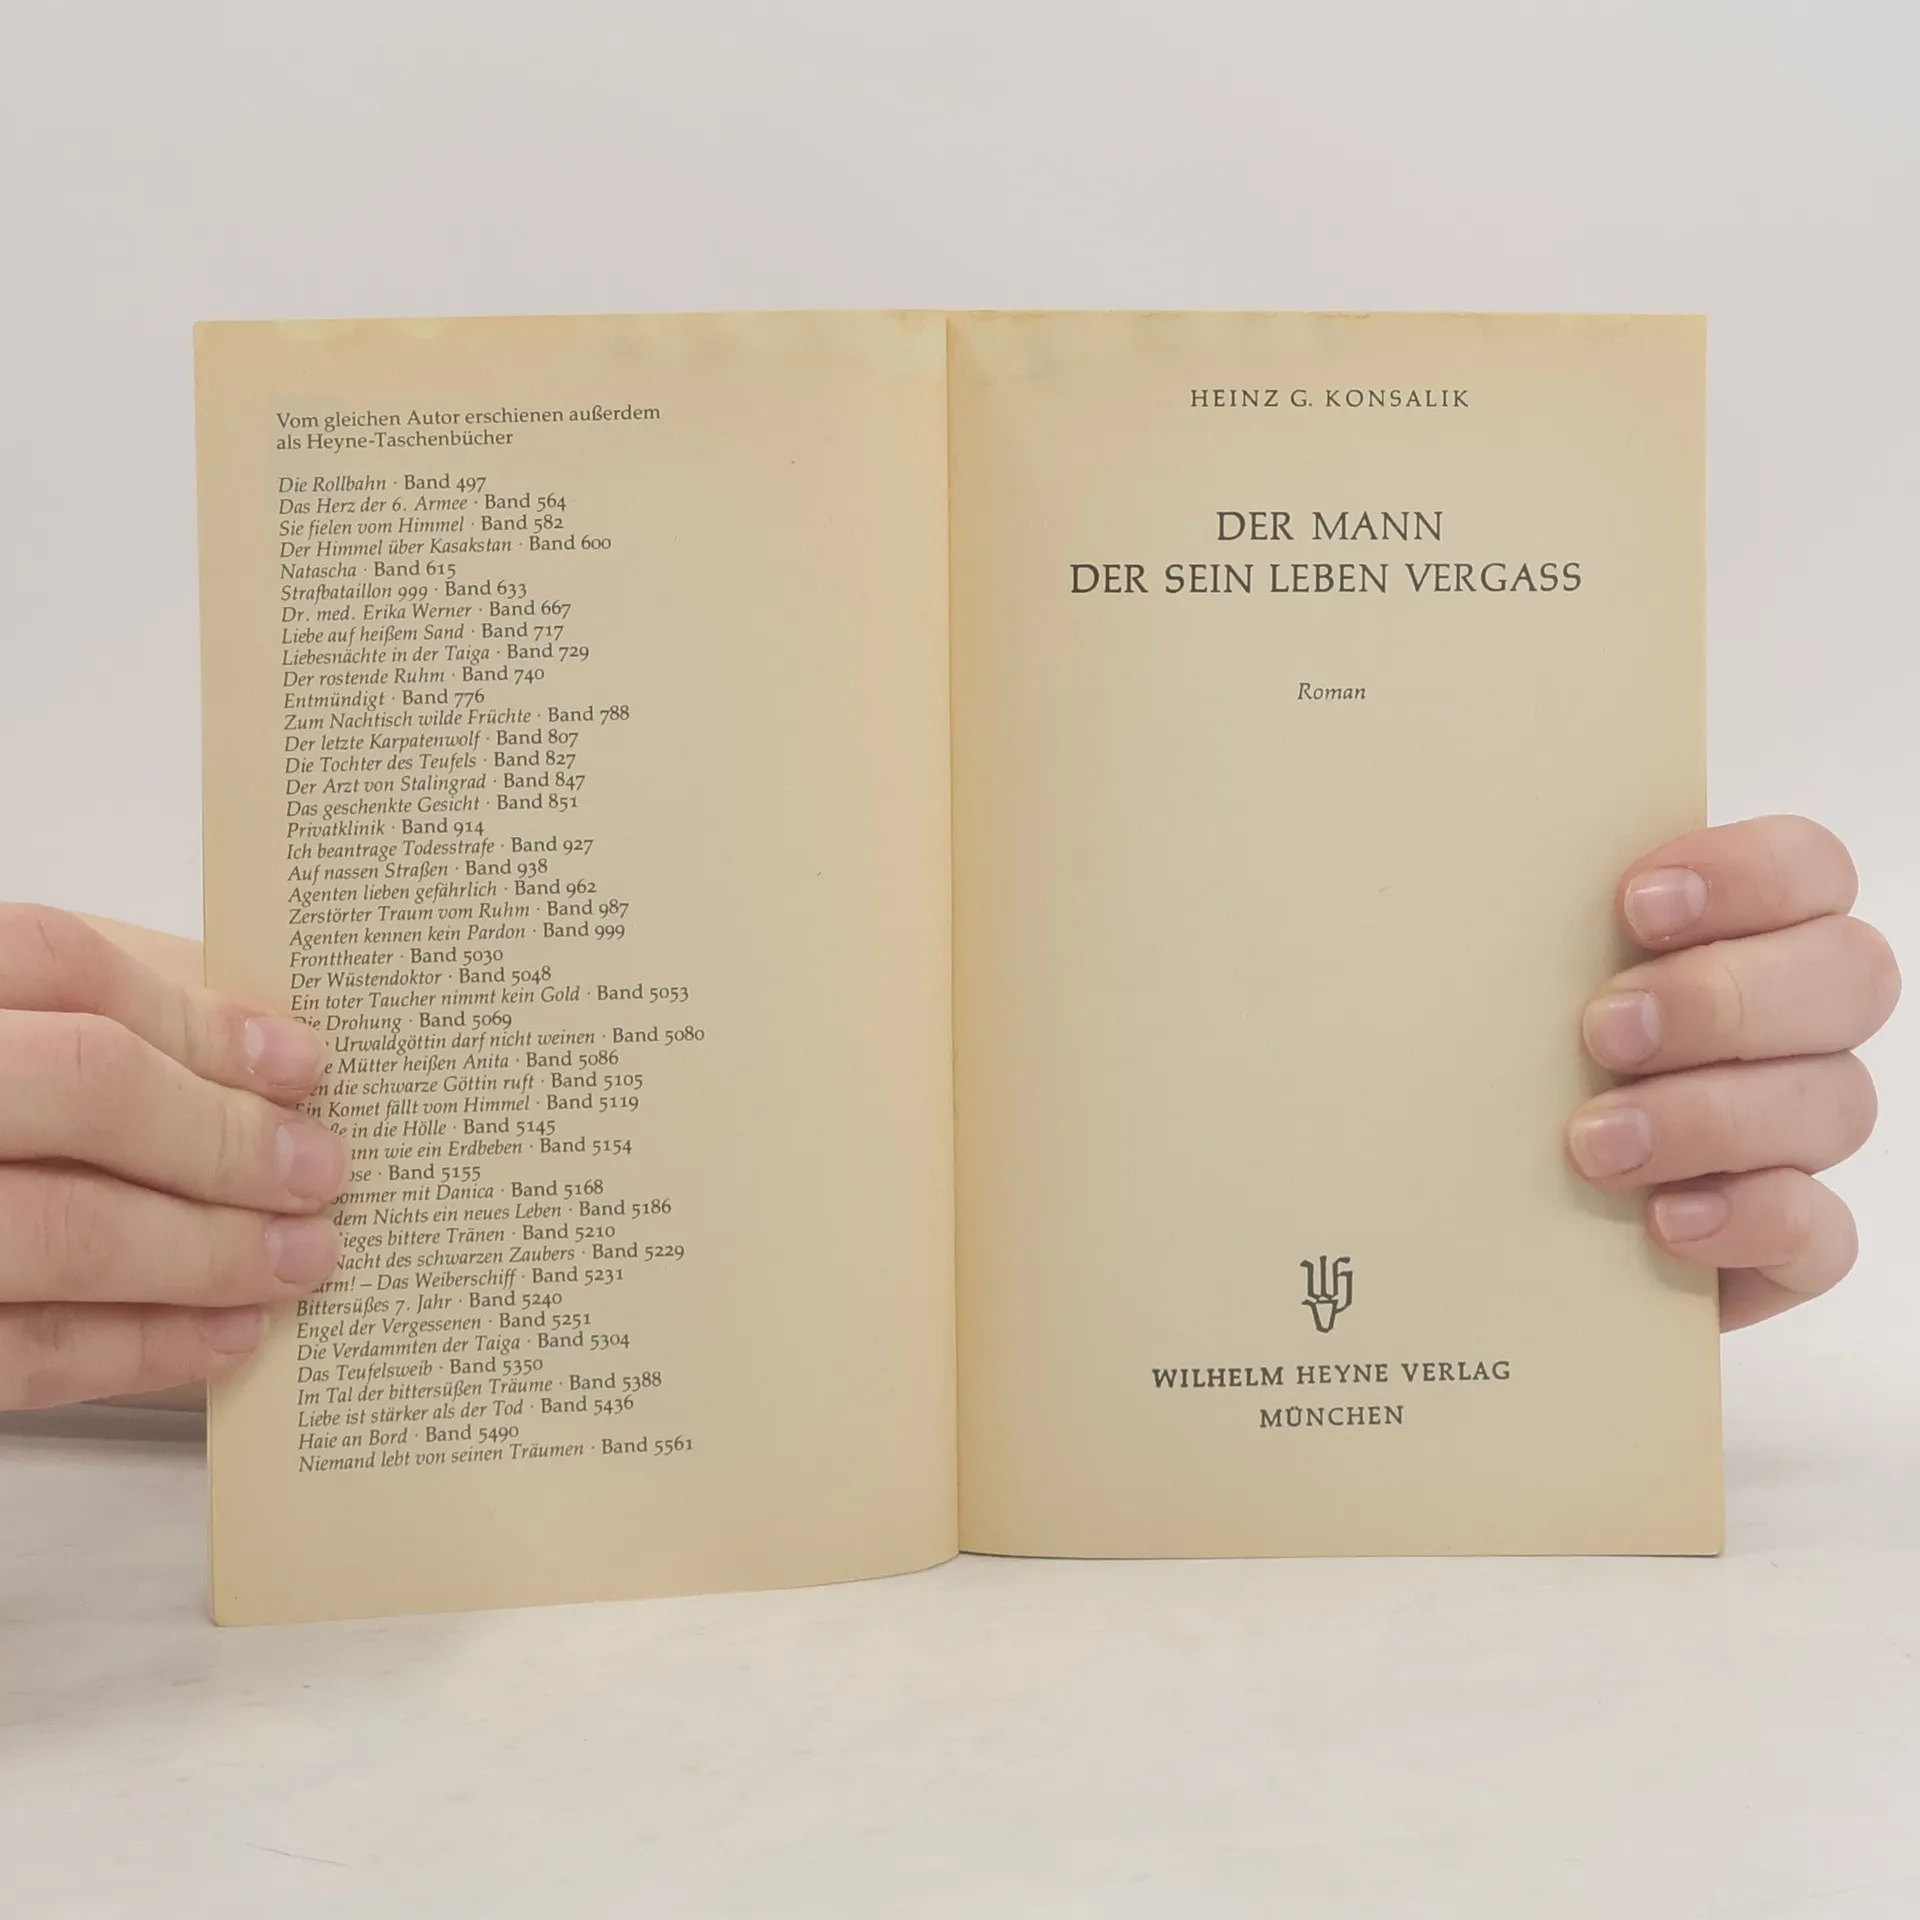 Vom gleichen Autor erschienen außerdem
als Heyne-Taschenbücher
Die Rollbahn · Band 497
Das Herz der 6. Armee · Band 564
Sie fielen vom Himmel · Band 582
Der Himmel über Kasakstan · Band 600
Natascha · Band 615
Strafbataillon 999 · Band 633
Dr. med. Erika Werner · Band 667
Liebe auf heißem Sand · Band 717
Liebesnächte in der Taiga · Band 729
Der rostende Ruhm · Band 740
Entmündigt · Band 776
Zum Nachtisch wilde Früchte · Band 788
Der letzte Karpatenwolf · Band 807
Die Tochter des Teufels · Band 827
Der Arzt von Stalingrad · Band 847
Das geschenkte Gesicht · Band 851
Privatklinik · Band 914
Ich beantrage Todesstrafe · Band 927
Auf nassen Straßen · Band 938
Agenten lieben gefährlich · Band 962
Zerstörter Traum vom Ruhm · Band 987
Agenten kennen kein Pardon · Band 999
Fronttheater · Band 5030
Der Wüstendoktor · Band 5048
Ein toter Taucher nimmt kein Gold · Band 5053
Die Drohung · Band 5069
Urwaldgöttin darf nicht weinen · Band 5080
Mütter heißen Anita · Band 5086
die schwarze Göttin ruft · Band 5105
Ein Komet fällt vom Himmel · Band 5119
in die Hölle · Band 5145
wie ein Erdbeben · Band 5154
· Band 5155
mit Danica · Band 5168
dem Nichts ein neues Leben · Band 5186
bittere Tränen · Band 5210
Nacht des schwarzen Zaubers · Band 5229
– Das Weiberschiff · Band 5231
Bittersüßes 7. Jahr · Band 5240
Engel der Vergessenen · Band 5251
Die Verdammten der Taiga · Band 5304
Das Teufelsweib · Band 5350
Im Tal der bittersüßen Träume · Band 5388
Liebe ist stärker als der Tod · Band 5436
Haie an Bord · Band 5490
Niemand lebt von seinen Träumen · Band 5561
HEINZ G. KONSALIK
DER MANN
DER SEIN LEBEN VERGASS
Roman
WILHELM HEYNE VERLAG
MÜNCHEN